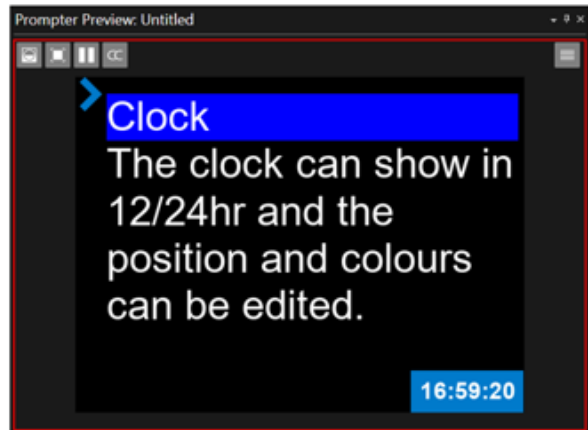 Prompter Preview: Untitled
CC
Clock
The clock can show in
12/24hr and the
position and colours
can be edited.
16:59:20